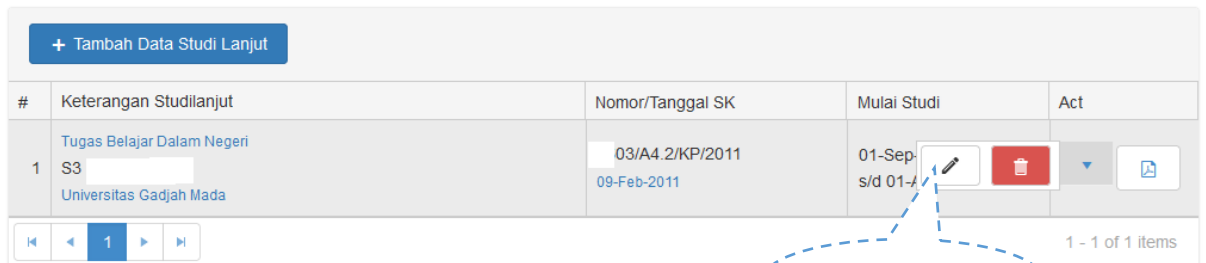 + Tambah Data Studi Lanjut
# Keterangan Studilanjut Nomor/Tanggal SK Mulai Studi Act
1
Tugas Belajar Dalam Negeri
S3
Universitas Gadjah Mada
03/A4.2/KP/2011
09-Feb-2011
01-Sep-
s/d 01-
1
1 - 1 of 1 items